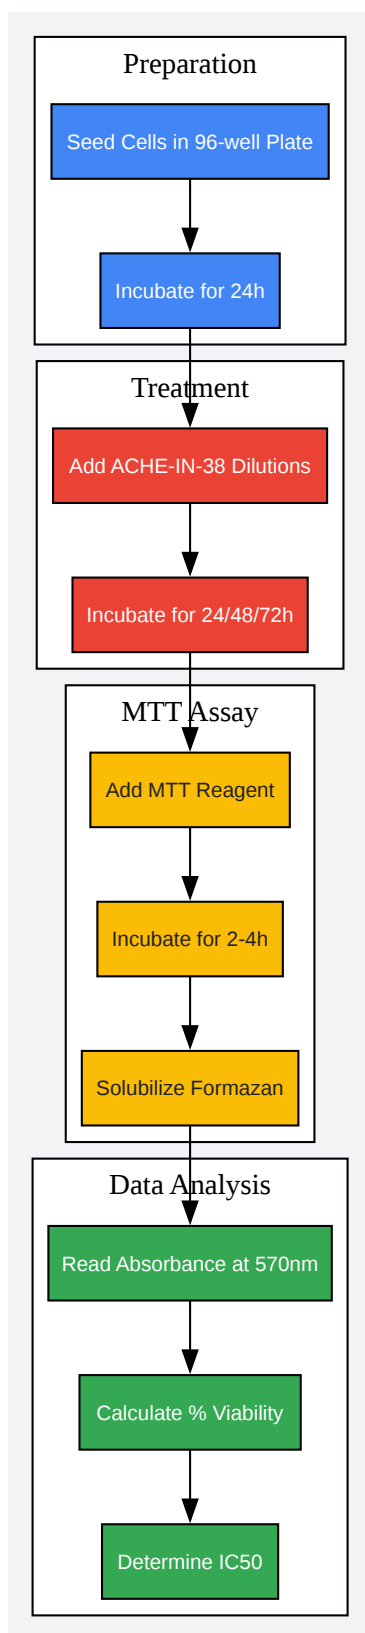 Preparation
Seed Cells in 96-well Plate
Incubate for 24h
Treatment
Add ACHE-IN-38 Dilutions
Incubate for 24/48/72h
MTT Assay
Add MTT Reagent
Incubate for 2-4h
Solubilize Formazan
Data Analysis
Read Absorbance at 570nm
Calculate % Viability
Determine IC50